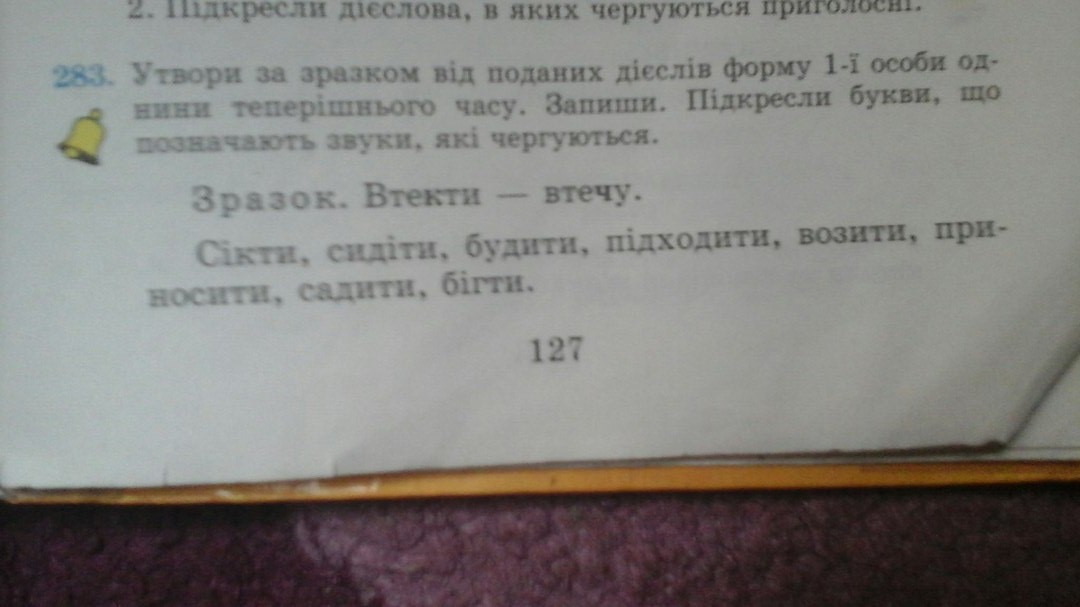 2. Підкресли дієслова, в яких чергуються приголосні.
283. Утвори за зразком від поданих дієслів форму 1-ї особи од-
нини теперішнього часу. Запиши. Підкресли букви, що
позначають звуки, які чергуються.
Зразок. Втекти — втечу.
Сікти, сидіти, будити, підходити, возити, при-
носити, садити, бігти.
127